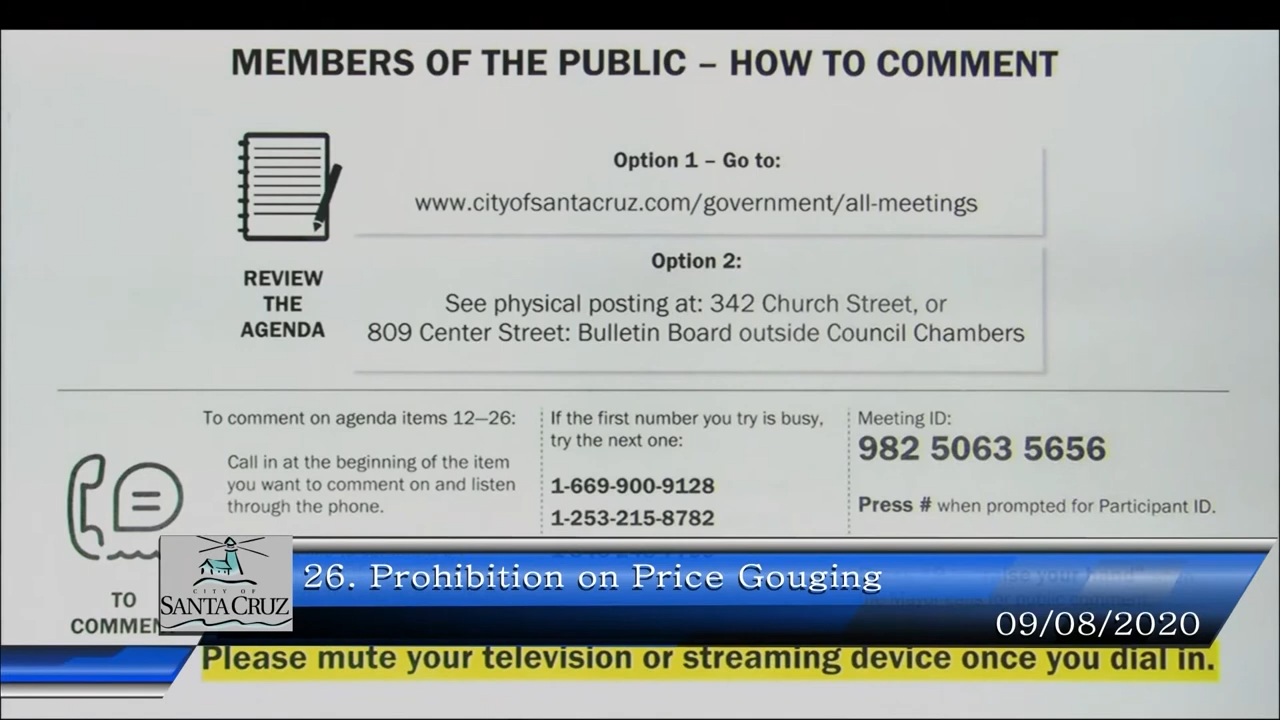 MEMBERS OF THE PUBLIC – HOW TO COMMENT
Option 1 – Go to:
www.cityofsantacruz.com/government/all-meetings
Option 2:
See physical posting at: 342 Church Street, or
809 Center Street: Bulletin Board outside Council Chambers
REVIEW
THE
AGENDA
To comment on agenda items 12–26:
Call in at the beginning of the item
you want to comment on and listen
through the phone.
If the first number you try is busy,
try the next one:
1-669-900-9128
1-253-215-8782
Meeting ID:
982 5063 5656
Press # when prompted for Participant ID.
TO
CITY OF
SANTA CRUZ
26. Prohibition on Price Gouging
09/08/2020
Please mute your television or streaming device once you dial in.